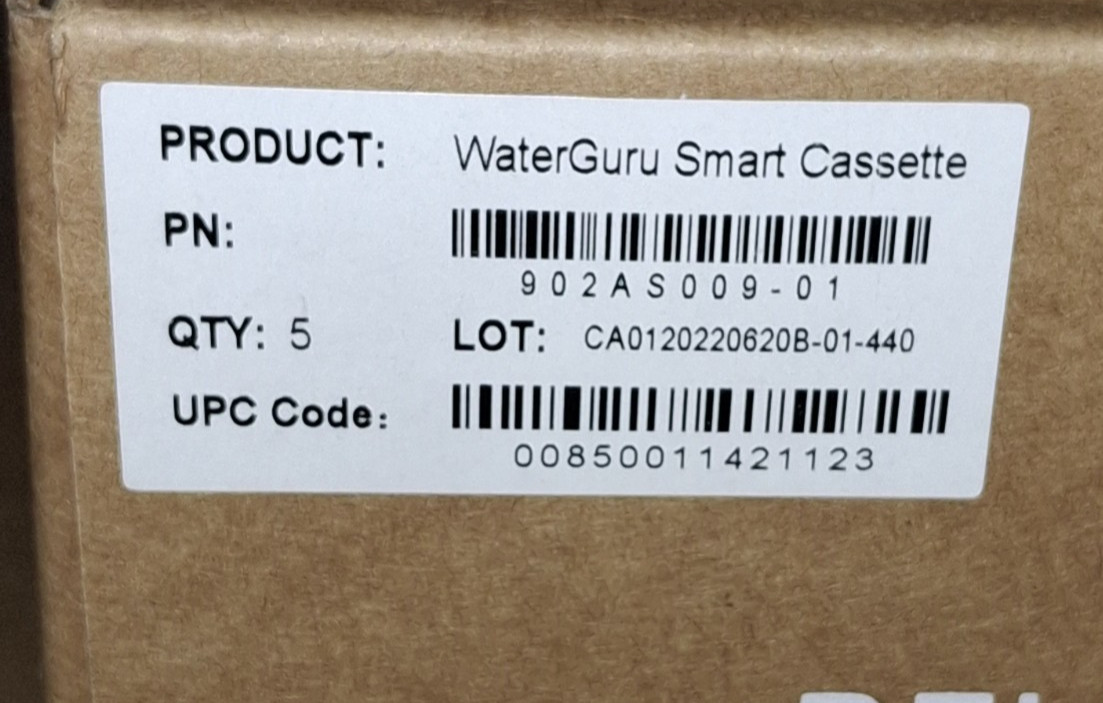 PRODUCT: WaterGuru Smart Cassette
PN:
902AS009-01
QTY: 5 LOT: CA0120220620B-01-440
UPC Code:
00850011421123